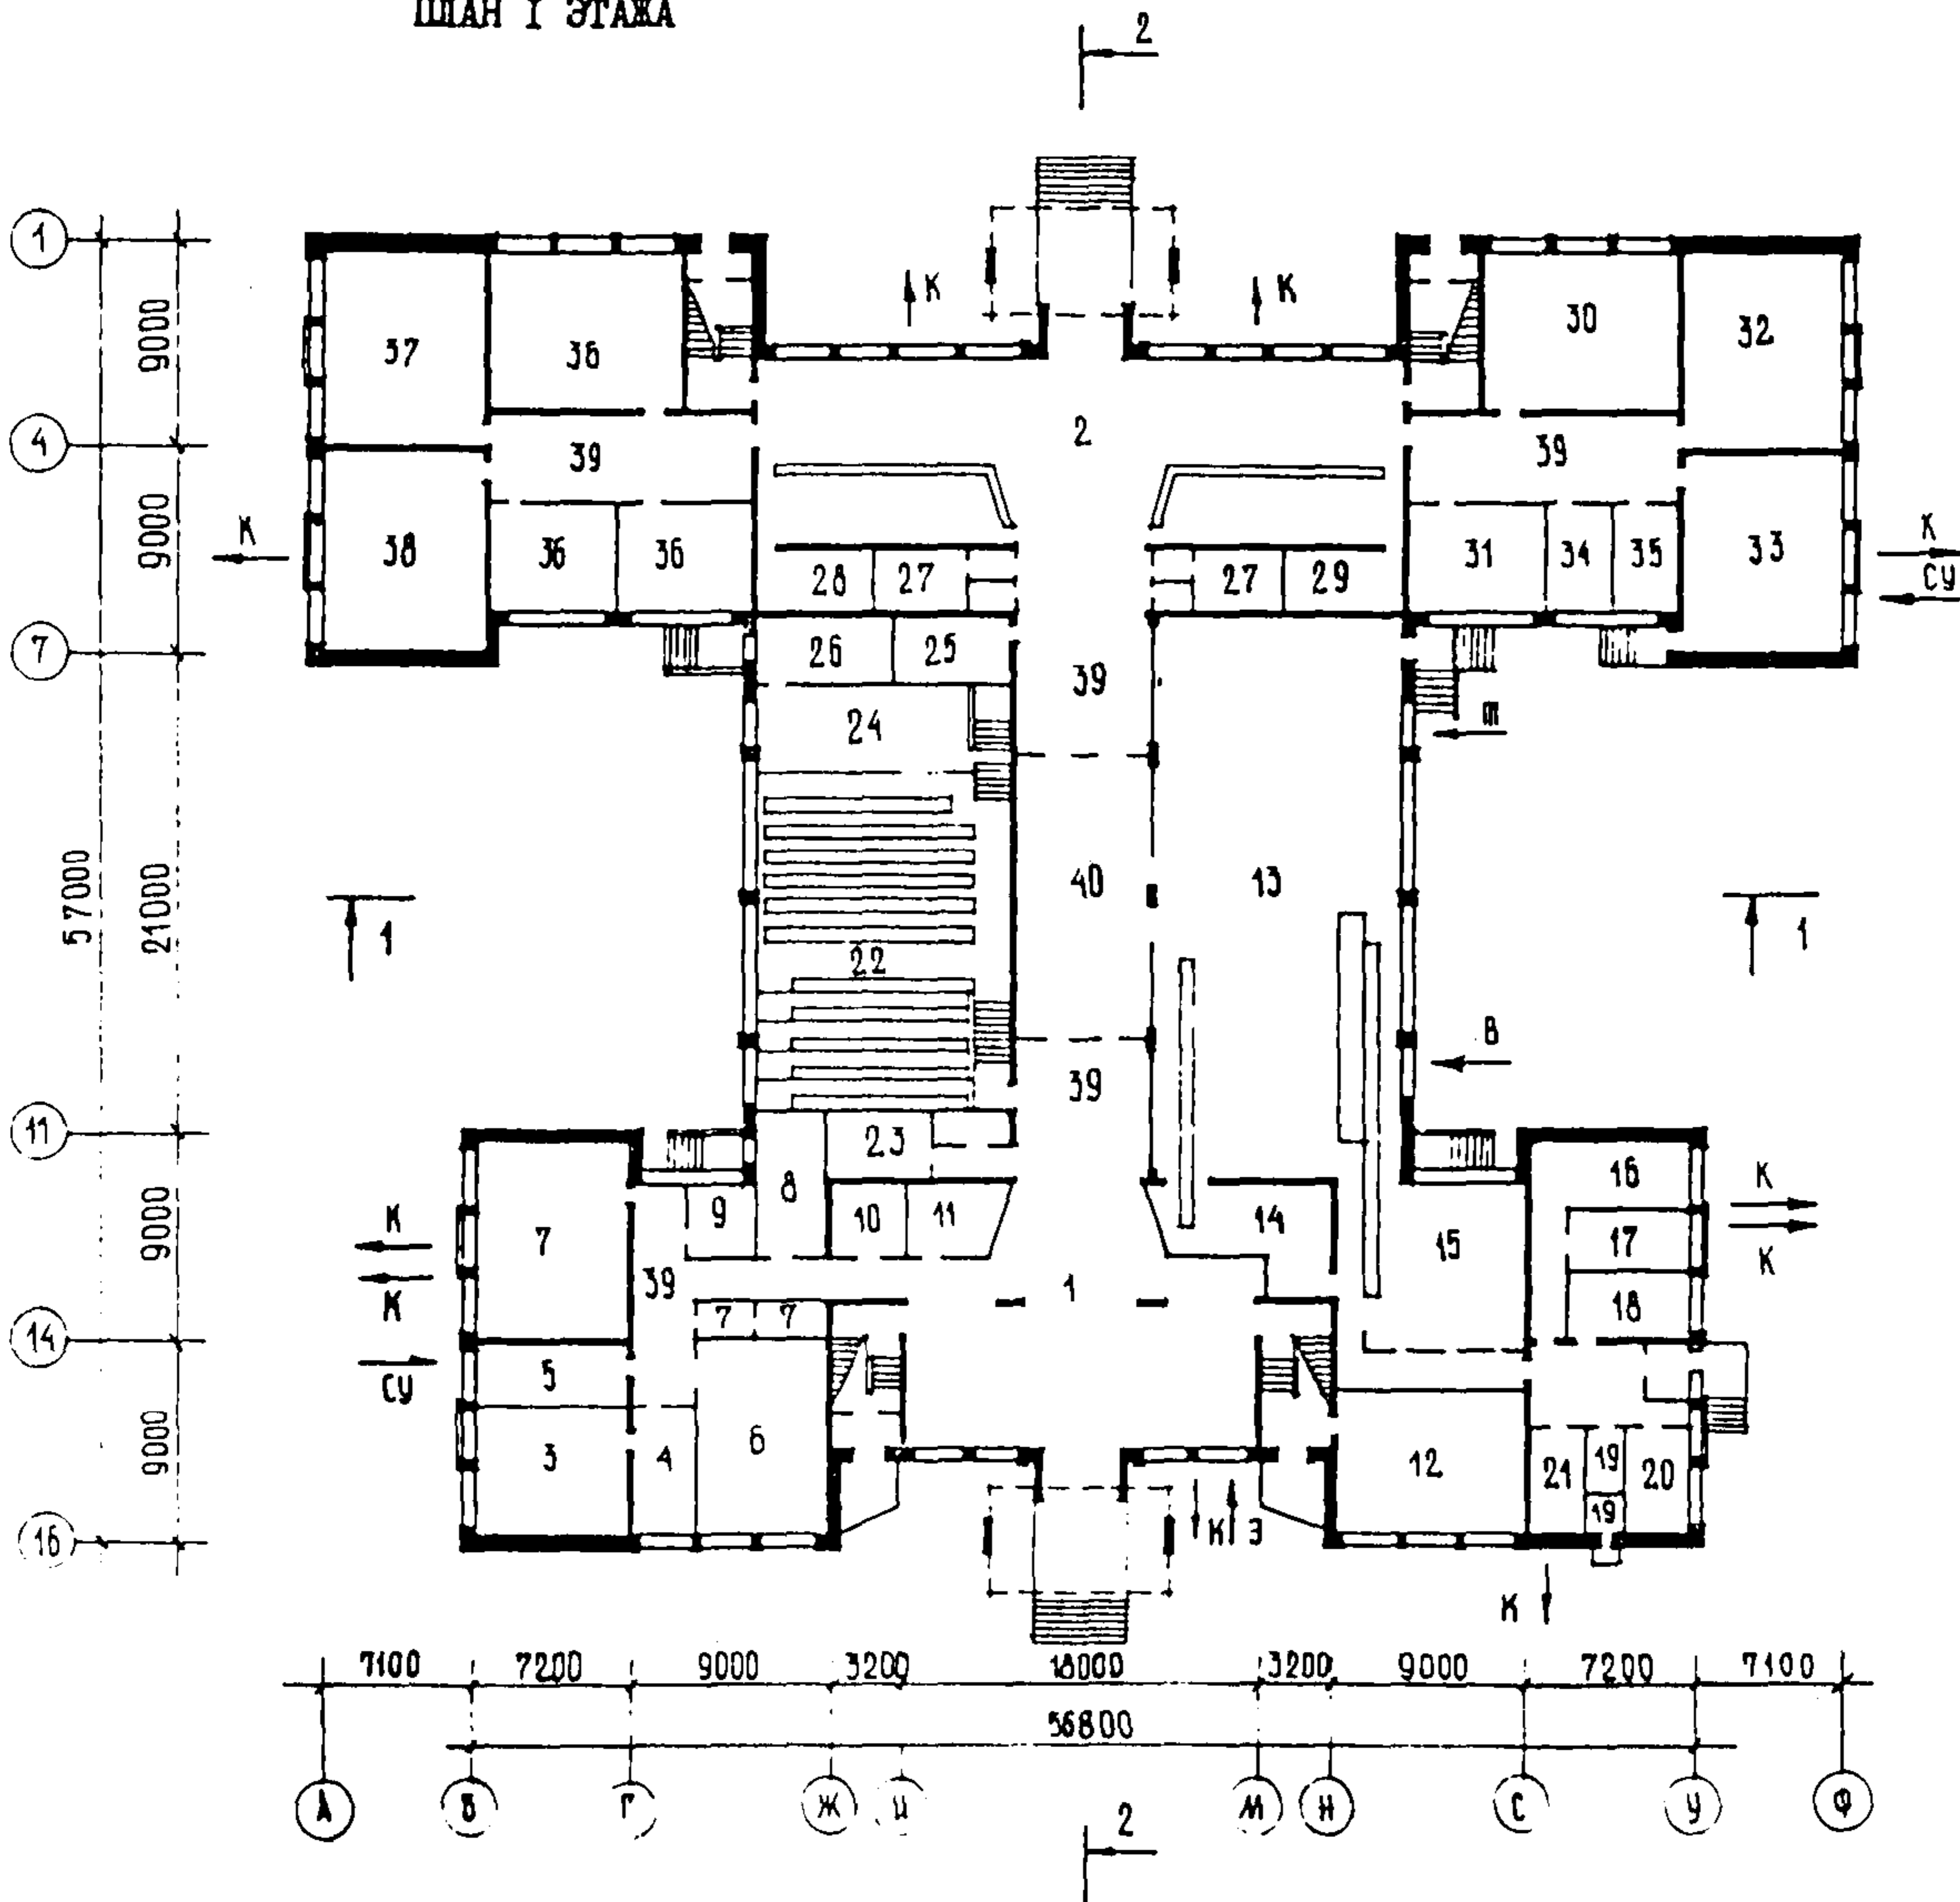 ПЛАН I ЭТАЖА
2
1
К
К
9000
37
36
30
32
4
2
39
39
9000
К
38
36
36
28
27
27
29
31
34
35
33
К
СУ
7
26
25
39
24
Т
57000
21000
40
13
1
1
22
В
39
11
23
16
К
9000
К
7
9
8
10
11
14
15
17
К
39
К
1
18
7
7
14
5
СУ
9000
3
4
6
12
21
19
20
19
16
К
Э
К
7100
7200
9000
3200
18000
3200
9000
7200
7100
56800
А
Б
Г
Ж
И
М
Н
С
У
Ф
2